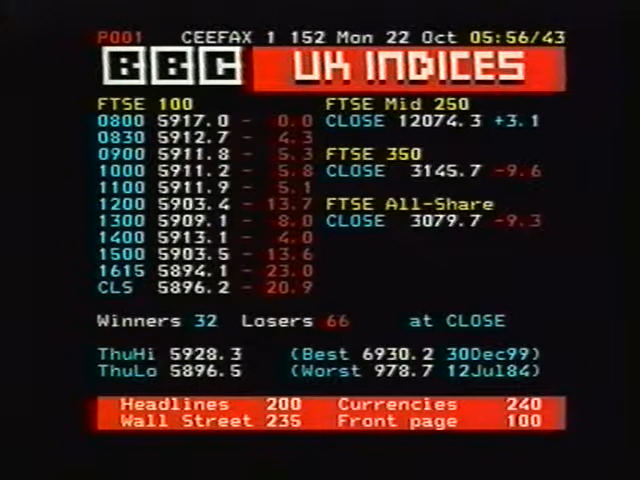 P001 CEEFAX 1 152 Mon 22 Oct 05:56/43
BBC UK INDICES
FTSE 100
0800 5917.0 - 0.0
0830 5912.7 - 4.3
0900 5911.8 - 5.3
1000 5911.2 - 5.8
1100 5911.9 - 5.1
1200 5903.4 - 13.7
1300 5909.1 - 8.0
1400 5913.1 - 4.0
1500 5903.5 - 13.6
1615 5894.1 - 23.0
CLS 5896.2 - 20.9
FTSE Mid 250
CLOSE 12074.3 +3.1
FTSE 350
CLOSE 3145.7 -9.6
FTSE All-Share
CLOSE 3079.7 -9.3
Winners 32 Losers 66 at CLOSE
ThuHi 5928.3 (Best 6930.2 30Dec99)
ThuLo 5896.5 (Worst 978.7 12Jul84)
Headlines 200 Currencies 240
Wall Street 235 Front page 100